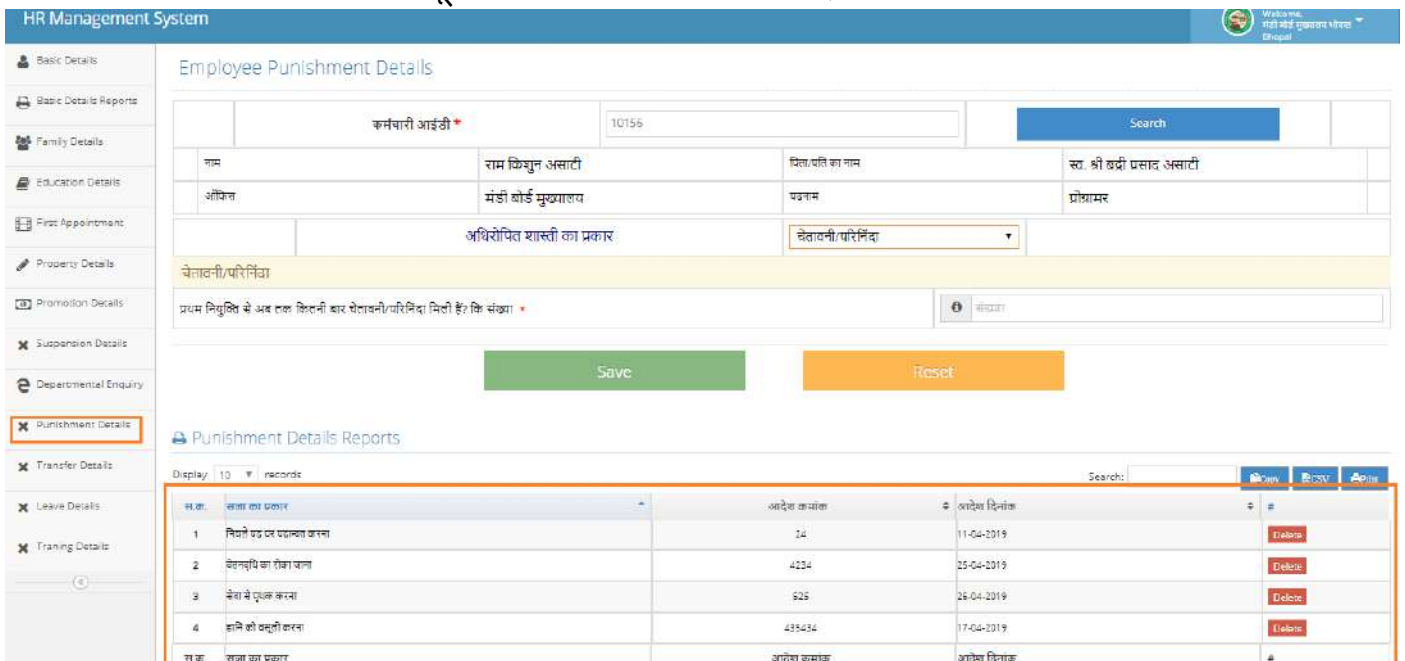 HR Management System
Welcome,
मंडी बोर्ड मुख्यालय भोपाल
Bhopal
Basic Details
Basic Details Reports
Family Details
Education Details
First Appointment
Property Details
Promotion Details
Suspension Details
Departmental Enquiry
Punishment Details
Transfer Details
Leave Details
Traning Details
Employee Punishment Details
कर्मचारी आईडी * 10156 Search
नाम राम किशुन असाटी पिता/पति का नाम स्व. श्री बद्री प्रसाद असाटी
ऑफिस मंडी बोर्ड मुख्यालय पदनाम प्रोग्रामर
अधिरोपित शास्ती का प्रकार चेतावनी/परिनिंदा
चेतावनी/परिनिंदा
प्रथम नियुक्ति से अब तक कितनी बार चेतावनी/परिनिंदा मिली हैं? कि संख्या * संख्या
Save Reset
Punishment Details Reports
Display 10 records Search: Copy CSV Print
स.क. सजा का प्रकार आदेश कमांक आदेश दिनांक #
1 निचले पद पर पदान्वत करना 24 11-04-2019 Delete
2 वेतनवृधि का रोका जाना 4234 25-04-2019 Delete
3 सेवा से पृथक करना 525 26-04-2019 Delete
4 हानि की वसूली करना 435434 17-04-2019 Delete
स.क. सजा का प्रकार आदेश कमांक आदेश दिनांक #